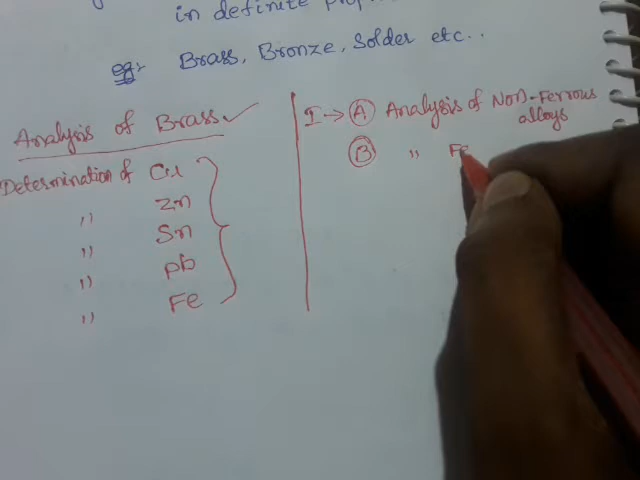 in definite
eg:- Brass, Bronze, Solder etc..
Analysis of Brass ✓
Determination of Cu
" Zn
" Sn
" Pb
" Fe
I → Ⓐ Analysis of Non-Ferrous
alloys
Ⓑ " Fe